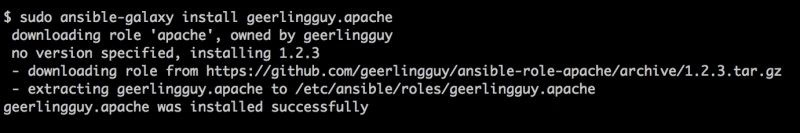 $ sudo ansible-galaxy install geerlingguy.apache
downloading role 'apache', owned by geerlingguy
no version specified, installing 1.2.3
- downloading role from https://github.com/geerlingguy/ansible-role-apache/archive/1.2.3.tar.gz
- extracting geerlingguy.apache to /etc/ansible/roles/geerlingguy.apache
geerlingguy.apache was installed successfully